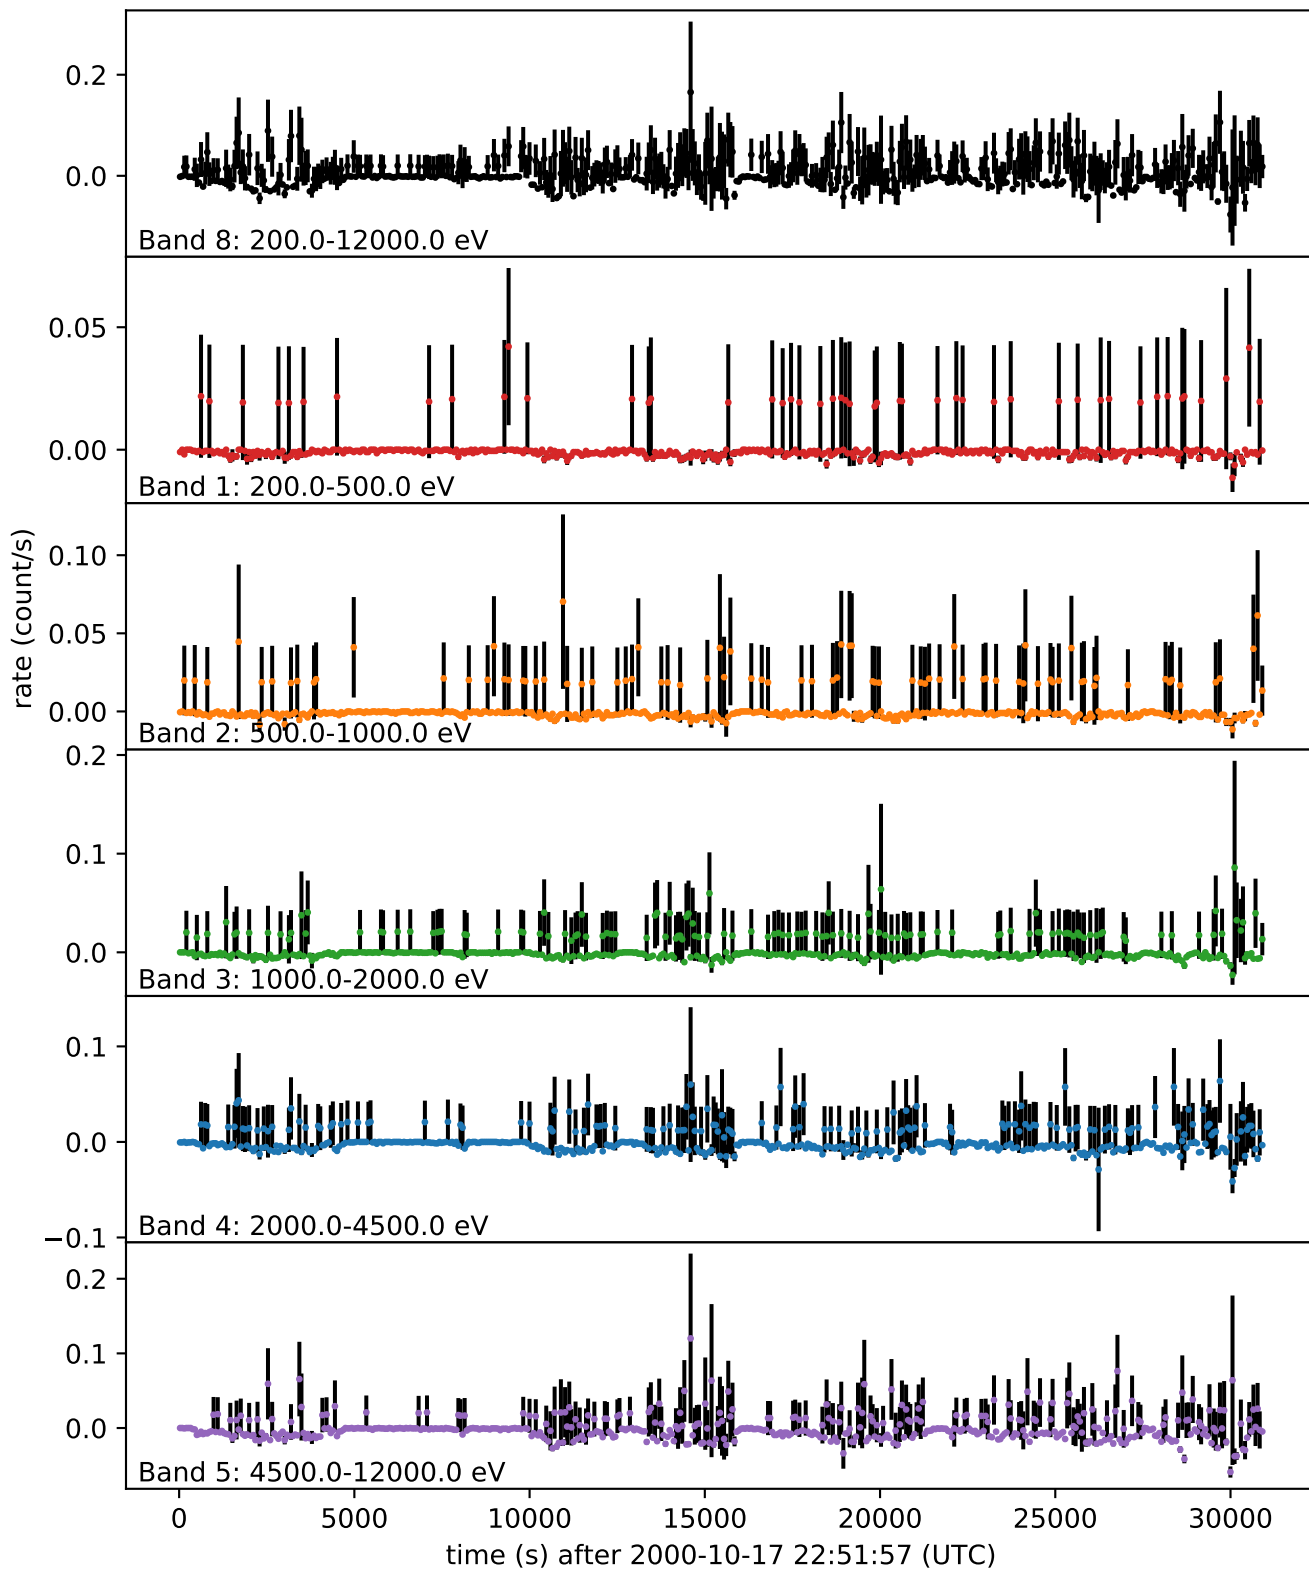 0.2
0.0
Band 8: 200.0-12000.0 eV
0.05
0.00
Band 1: 200.0-500.0 eV
rate (count/s)
0.10
0.05
0.00
Band 2: 500.0-1000.0 eV
0.2
0.1
0.0
Band 3: 1000.0-2000.0 eV
0.1
0.0
−0.1
Band 4: 2000.0-4500.0 eV
0.2
0.1
0.0
Band 5: 4500.0-12000.0 eV
0 5000 10000 15000 20000 25000 30000
time (s) after 2000-10-17 22:51:57 (UTC)